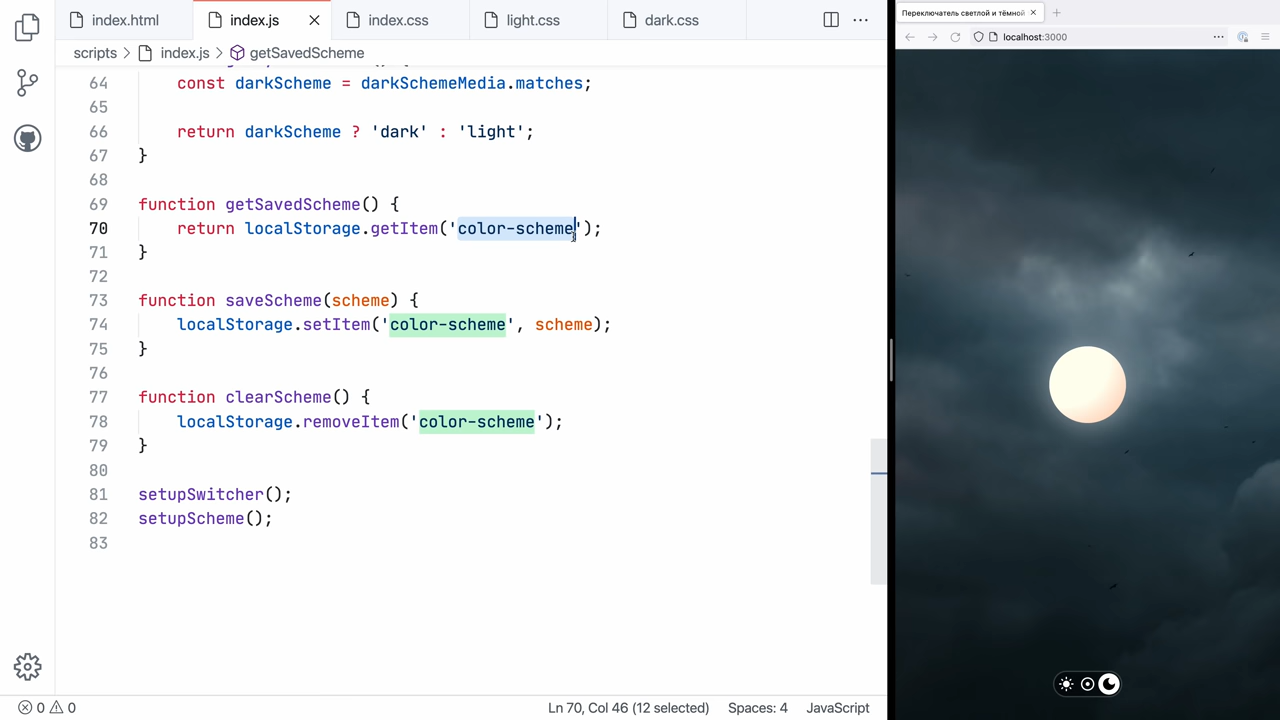 index.html
index.js
index.css
light.css
dark.css
scripts
index.js
getSavedScheme
64 const darkScheme = darkSchemeMedia.matches;
65
66 return darkScheme ? 'dark' : 'light';
67 }
68
69 function getSavedScheme() {
70 return localStorage.getItem('color-scheme');
71 }
72
73 function saveScheme(scheme) {
74 localStorage.setItem('color-scheme', scheme);
75 }
76
77 function clearScheme() {
78 localStorage.removeItem('color-scheme');
79 }
80
81 setupSwitcher();
82 setupScheme();
83
0 0
Ln 70, Col 46 (12 selected)
Spaces: 4
JavaScript
Переключатель светлой и тёмной
localhost:3000